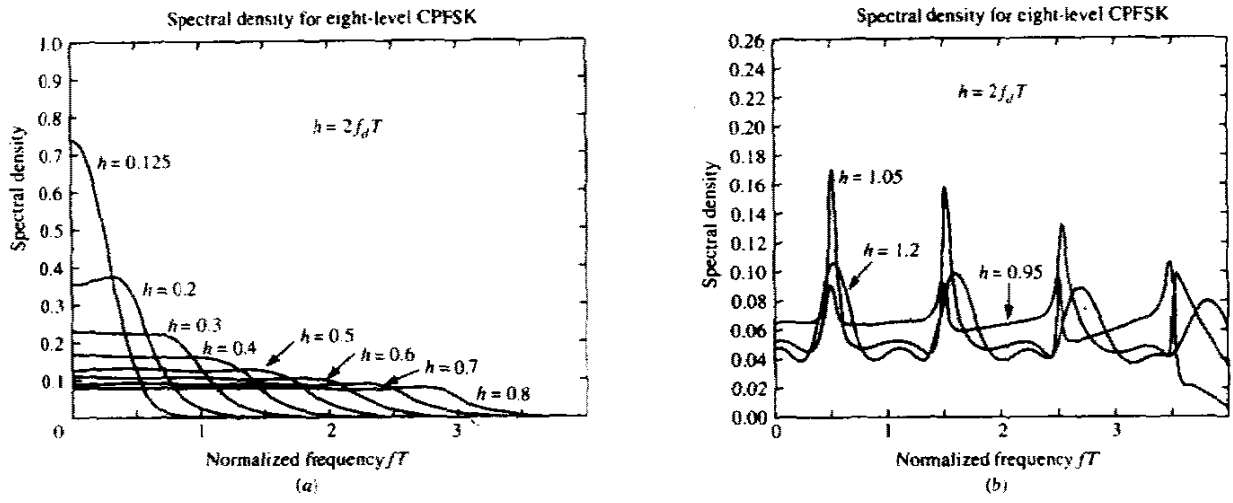 Spectral density for eight-level CPFSK
1.0
0.9
0.8
0.7
0.6
0.5
0.4
0.3
0.2
0.1
Spectral density
h = 2f_dT
h = 0.125
h = 0.2
h = 0.3
h = 0.4
h = 0.5
h = 0.6
h = 0.7
h = 0.8
0 1 2 3
Normalized frequency fT
(a)
Spectral density for eight-level CPFSK
0.26
0.24
0.22
0.20
0.18
0.16
0.14
0.12
0.10
0.08
0.06
0.04
0.02
0.00
Spectral density
h = 2f_dT
h = 1.05
h = 1.2
h = 0.95
0 1 2 3
Normalized frequency fT
(b)